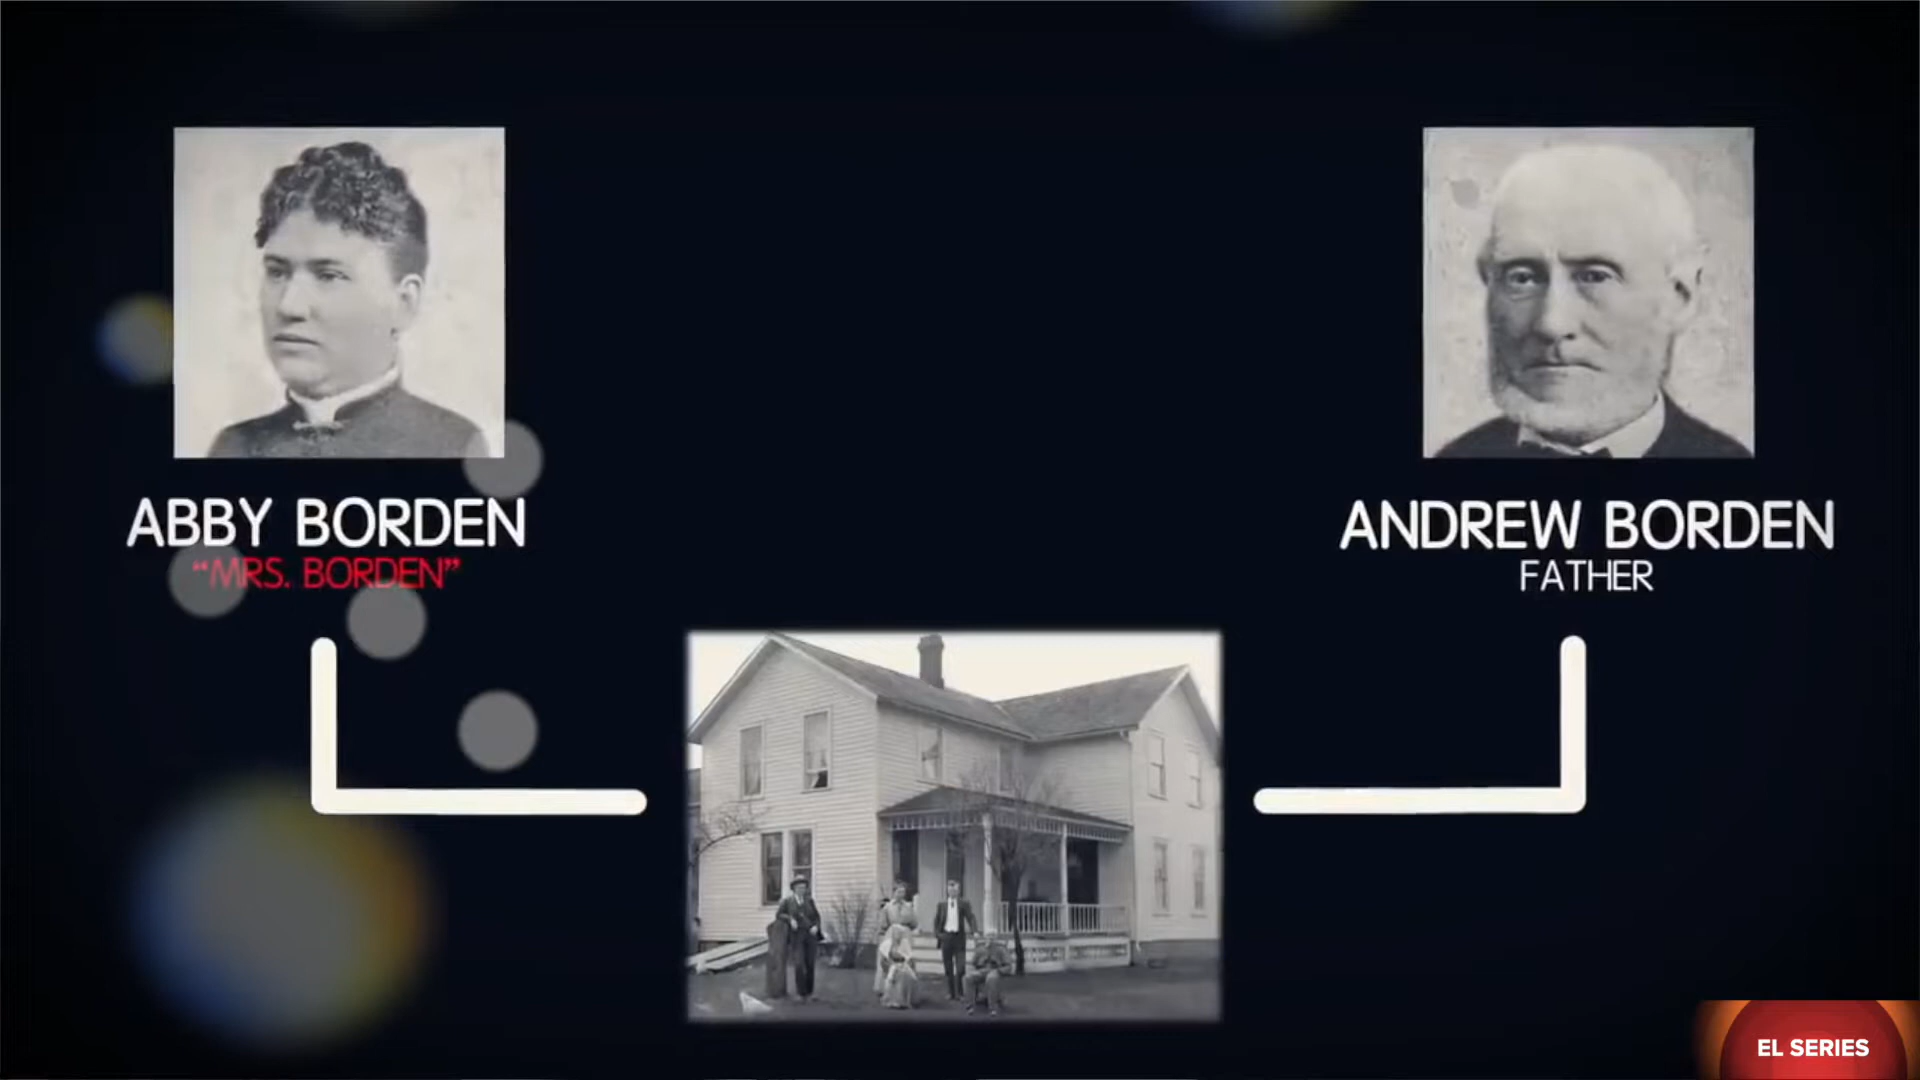 ABBY BORDEN
“MRS. BORDEN”
ANDREW BORDEN
FATHER
EL SERIES